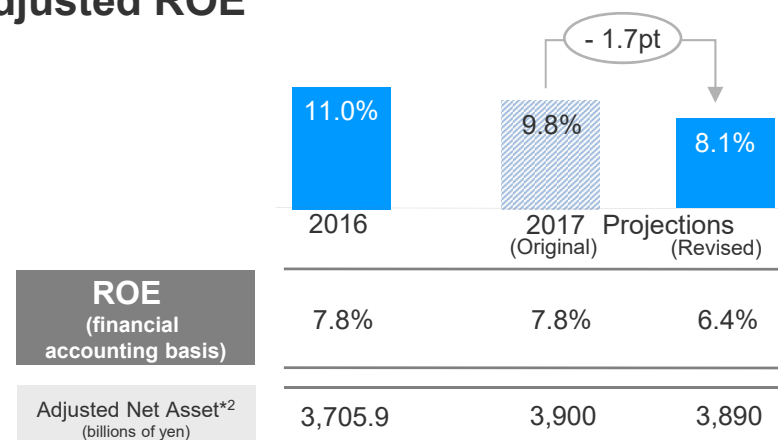 djusted ROE
- 1.7pt
11.0%
9.8%
8.1%
2016
2017 Projections
(Original)
(Revised)
ROE
(financial
accounting basis)
7.8%
7.8%
6.4%
Adjusted Net Asset*2
(billions of yen)
3,705.9
3,900
3,890